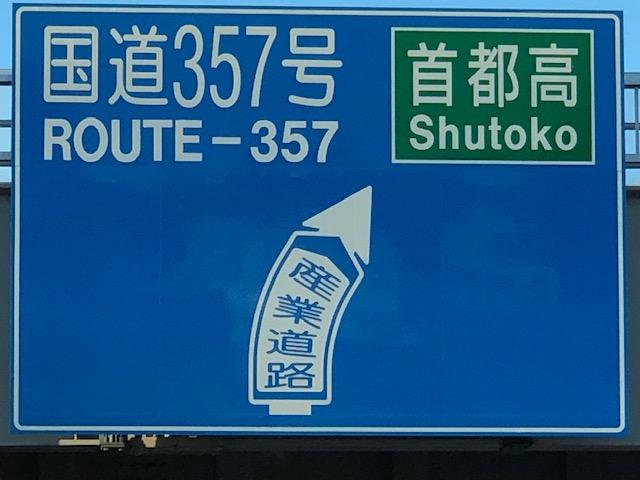 国道357号
ROUTE-357
首都高
Shutoko
産業道路